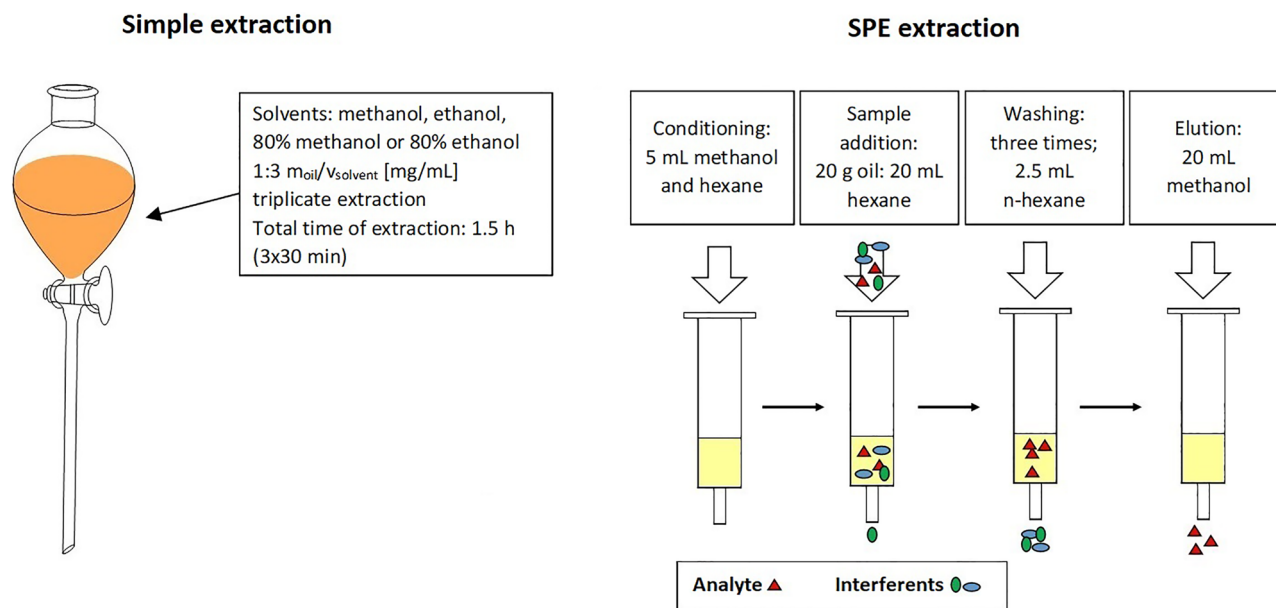 Simple extraction
Solvents: methanol, ethanol,
80% methanol or 80% ethanol
1:3 m_oil/v_solvent [mg/mL]
triplicate extraction
Total time of extraction: 1.5 h
(3x30 min)
SPE extraction
Conditioning:
5 mL methanol
and hexane
Sample
addition:
20 g oil: 20 mL
hexane
Washing:
three times;
2.5 mL
n-hexane
Elution:
20 mL
methanol
Analyte
Interferents